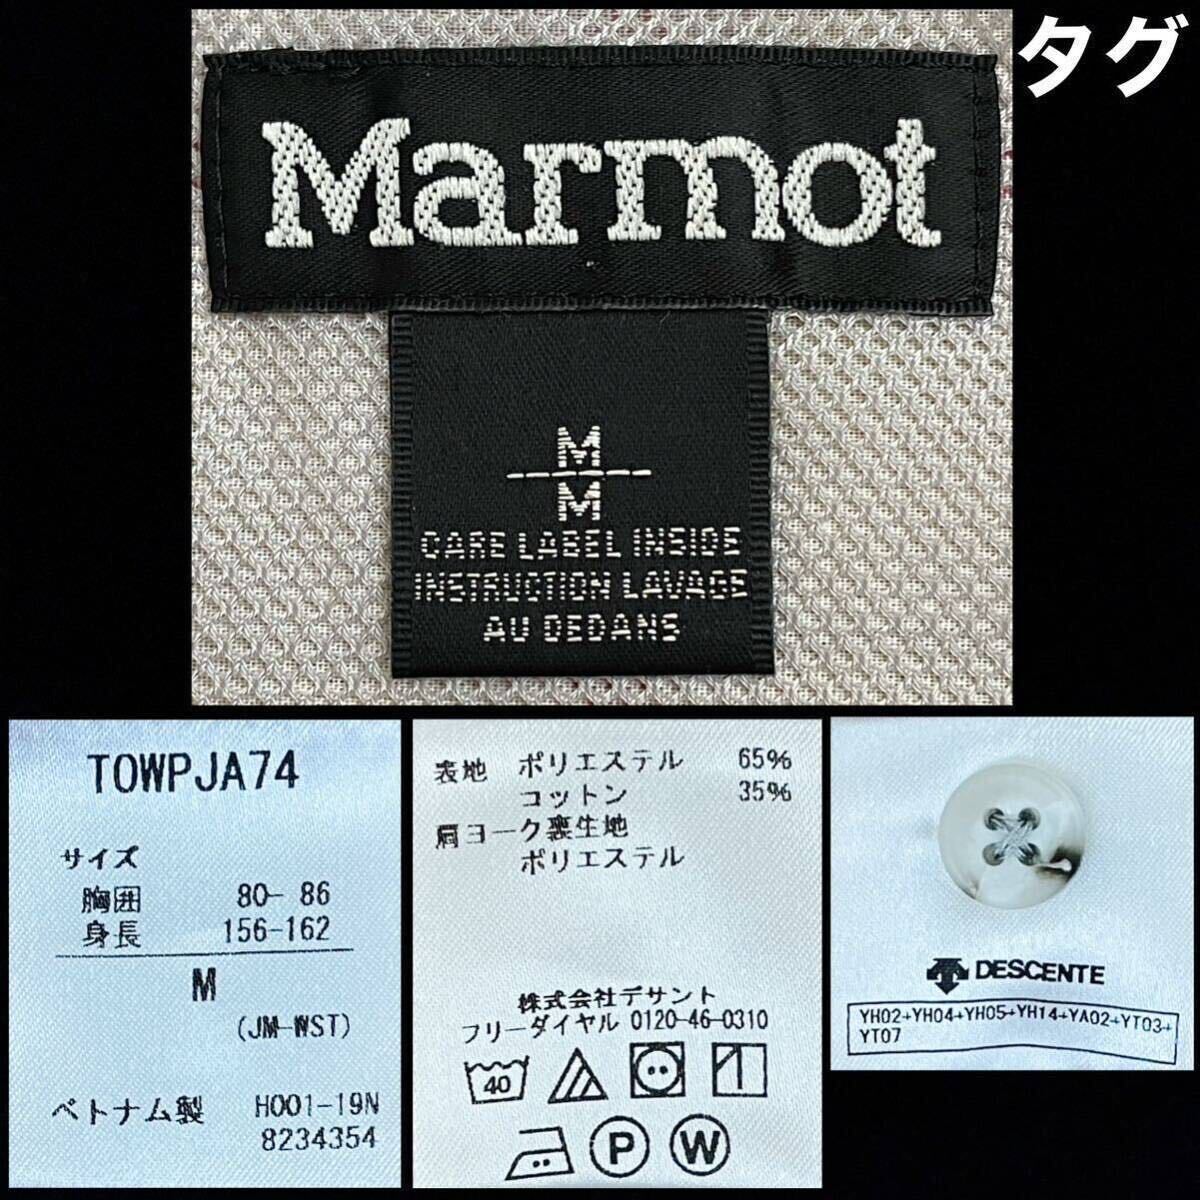 タグ
Marmot
M
M
CARE LABEL INSIDE
INSTRUCTION LAVAGE
AU DEDANS
TOWPJA74
サイズ
胸囲 80- 86
身長 156-162
M
(JM-WST)
ベトナム製 H001-19N
8234354
表地 ポリエステル 65%
コットン 35%
肩ヨーク裏生地
ポリエステル
株式会社デサント
フリーダイヤル 0120-46-0310
40
P W
DESCENTE
YH02+YH04+YH05+YH14+YA02+YT03+
YT07